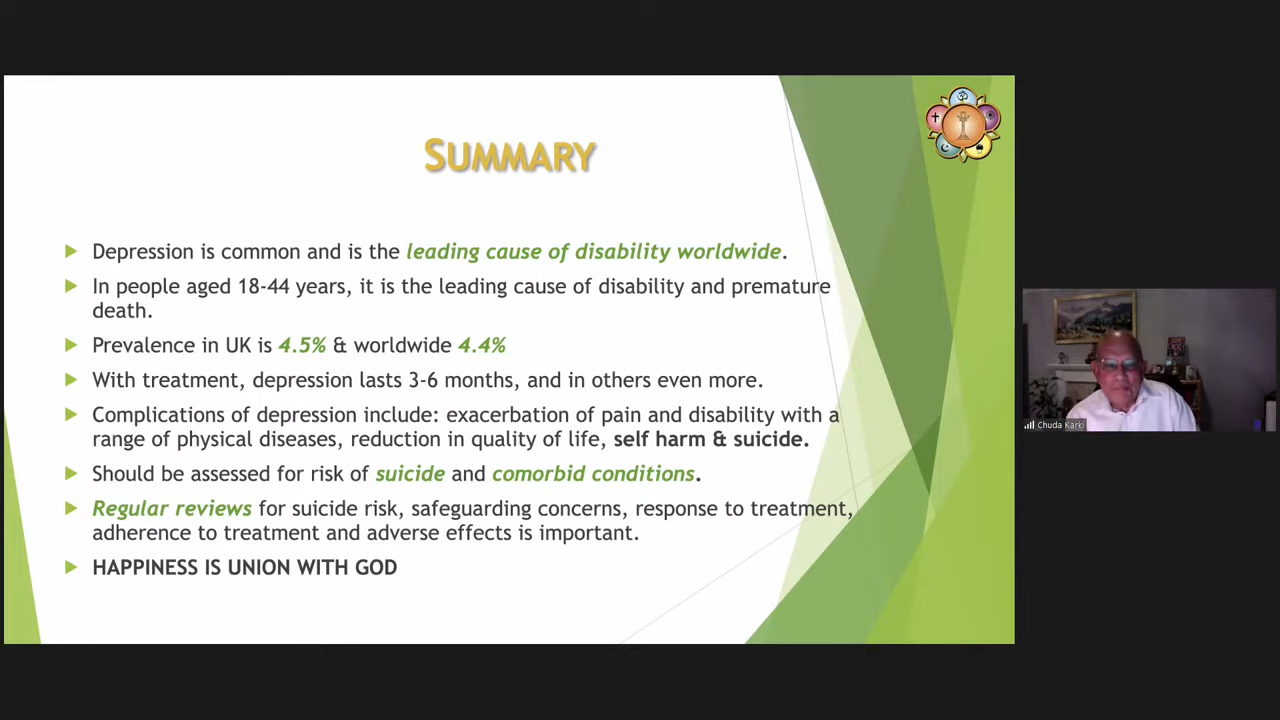 SUMMARY
Depression is common and is the leading cause of disability worldwide.
In people aged 18-44 years, it is the leading cause of disability and premature
death.
Prevalence in UK is 4.5% & worldwide 4.4%
With treatment, depression lasts 3-6 months, and in others even more.
Complications of depression include: exacerbation of pain and disability with a
range of physical diseases, reduction in quality of life, self harm & suicide.
Should be assessed for risk of suicide and comorbid conditions.
Regular reviews for suicide risk, safeguarding concerns, response to treatment,
adherence to treatment and adverse effects is important.
HAPPINESS IS UNION WITH GOD
Chuda Karki